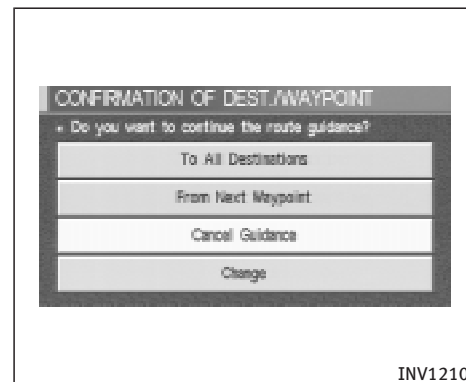 CONFIRMATION OF DEST./WAYPOINT
Do you want to continue the route guidance?
To All Destinations
From Next Waypoint
Cancel Guidance
Change
INV1210